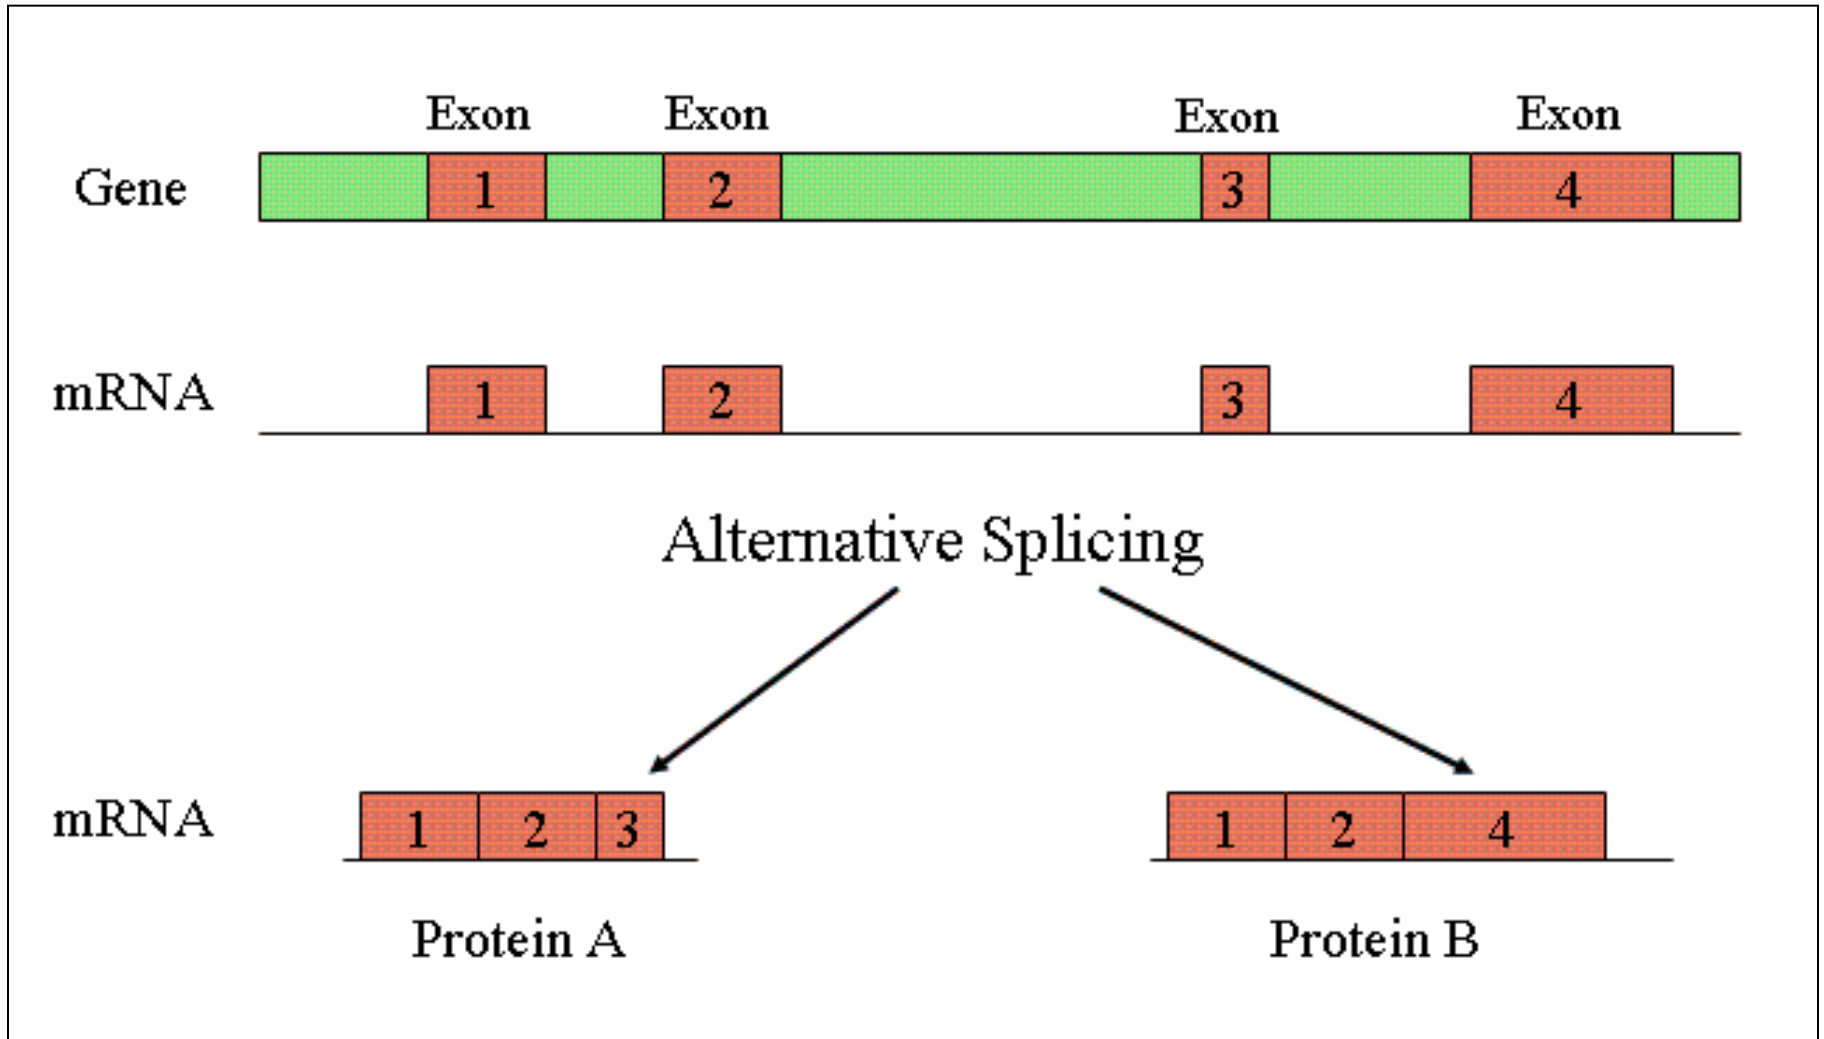 Exon Exon Exon Exon
Gene 1 2 3 4
mRNA 1 2 3 4
Alternative Splicing
mRNA 1 2 3 1 2 4
Protein A Protein B